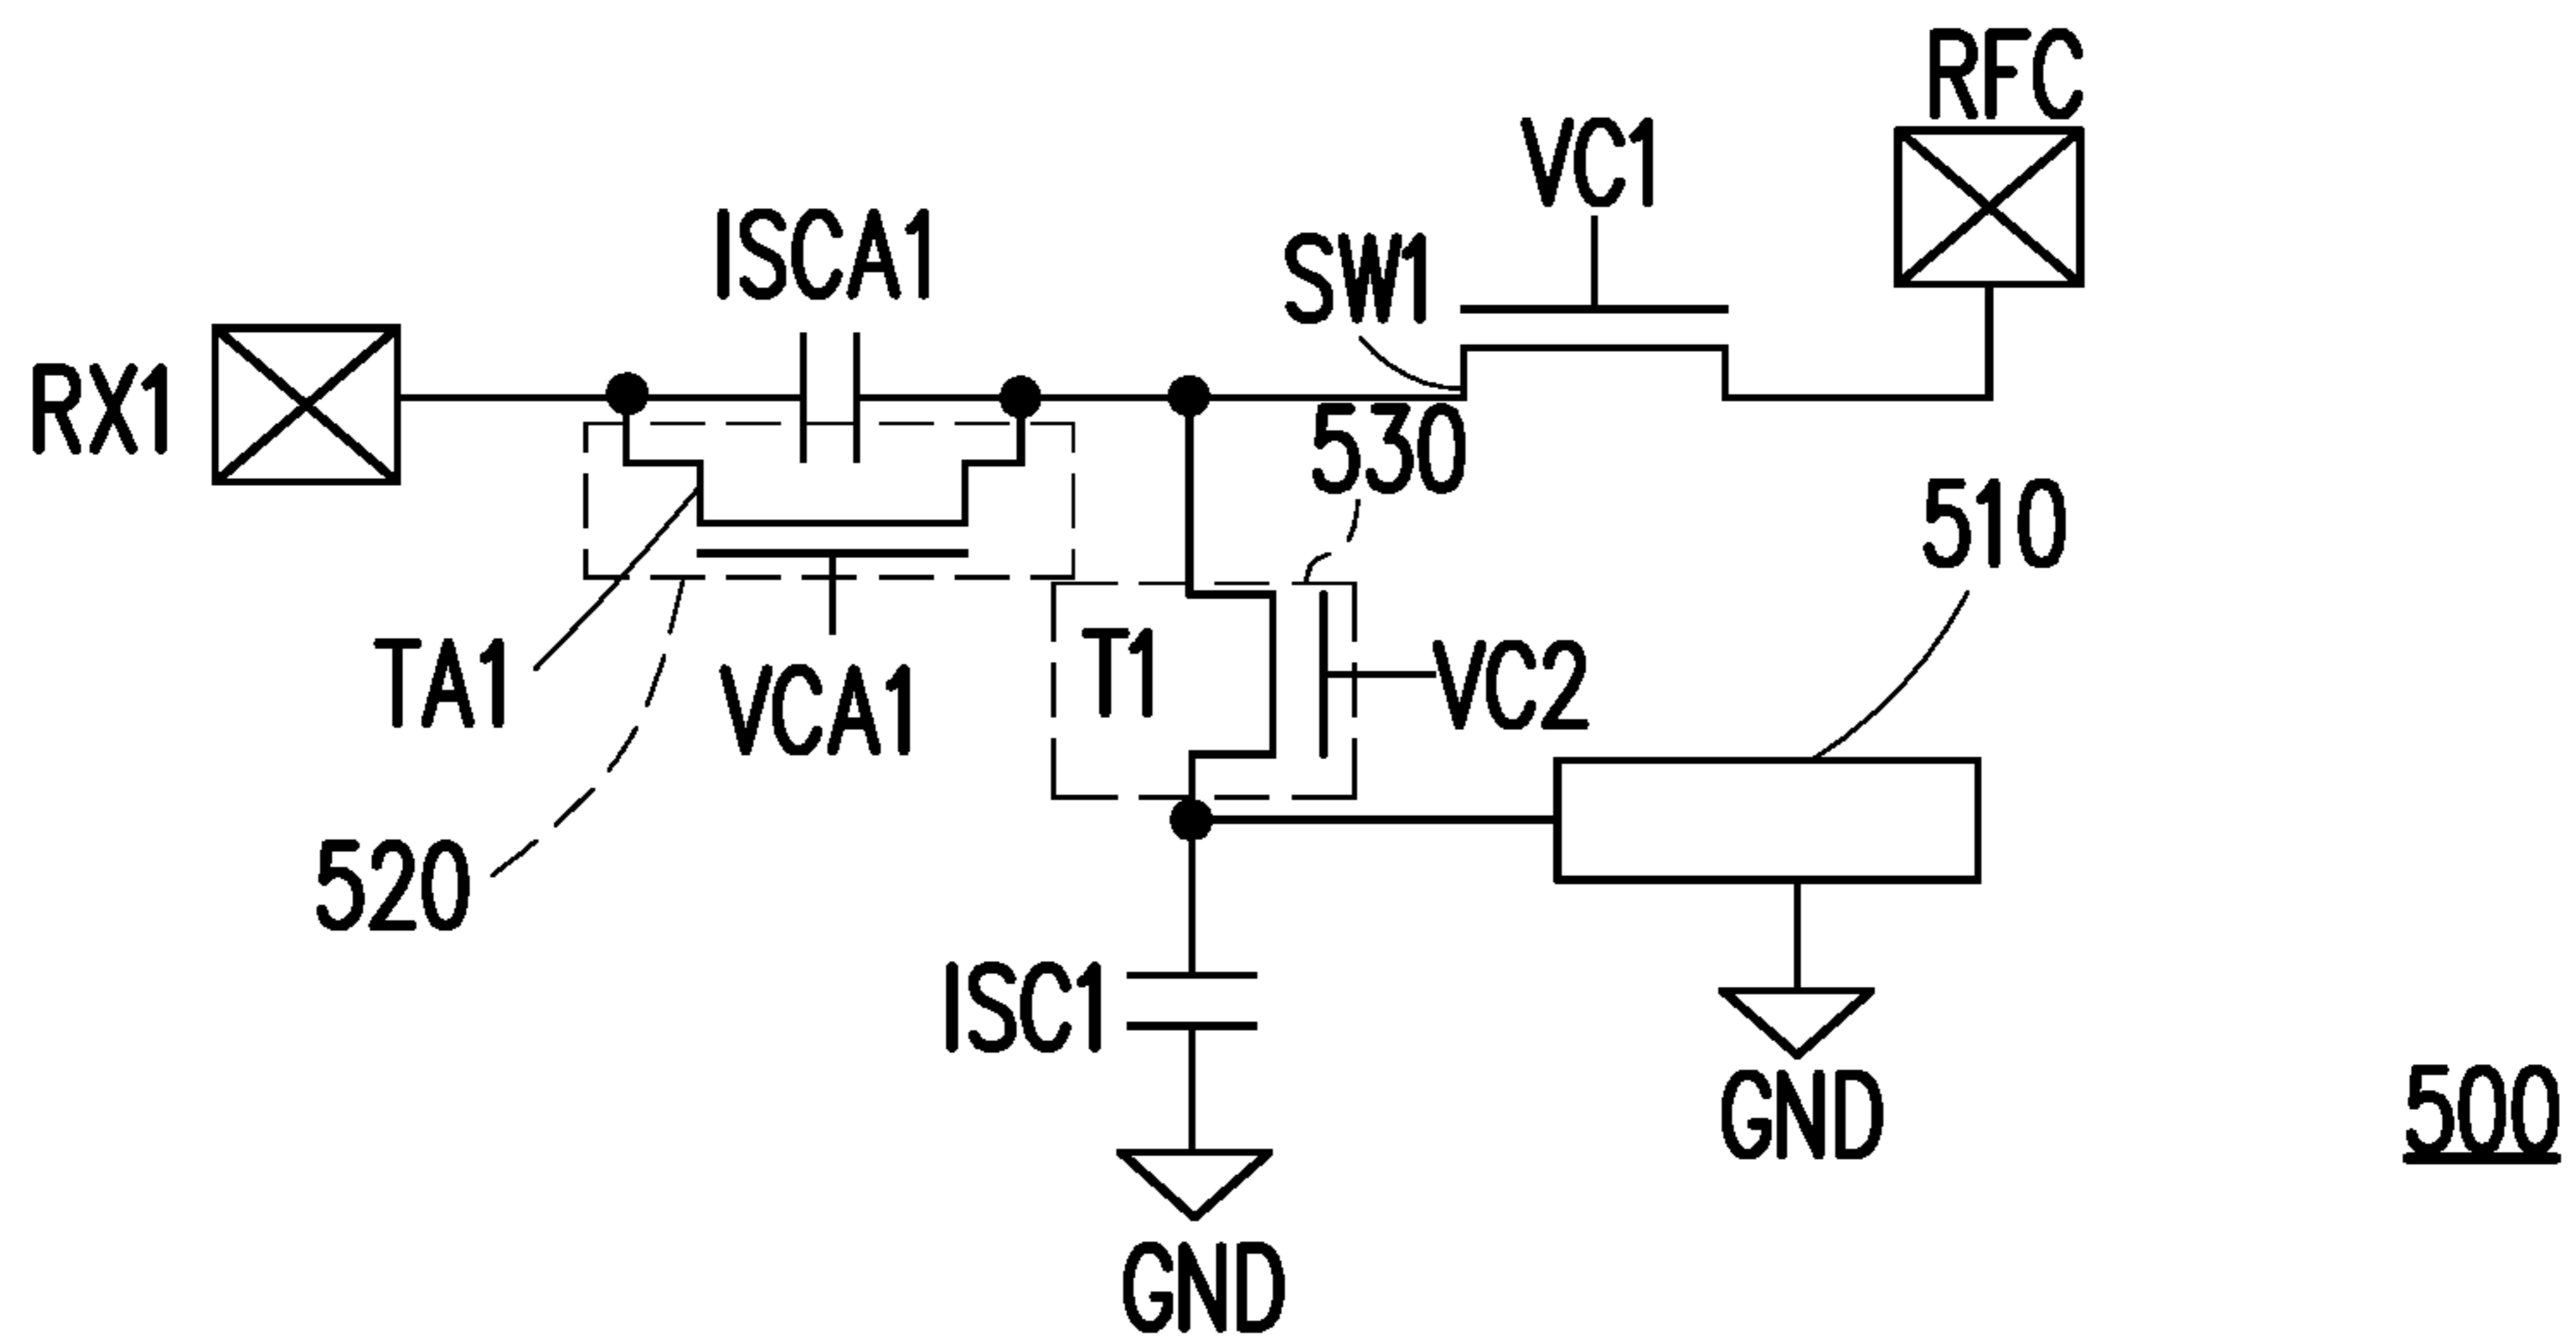 RFC
VC1
ISCA1
SW1
RX1
530
510
T1
TA1
VCA1
VC2
520
ISC1
GND
500
GND